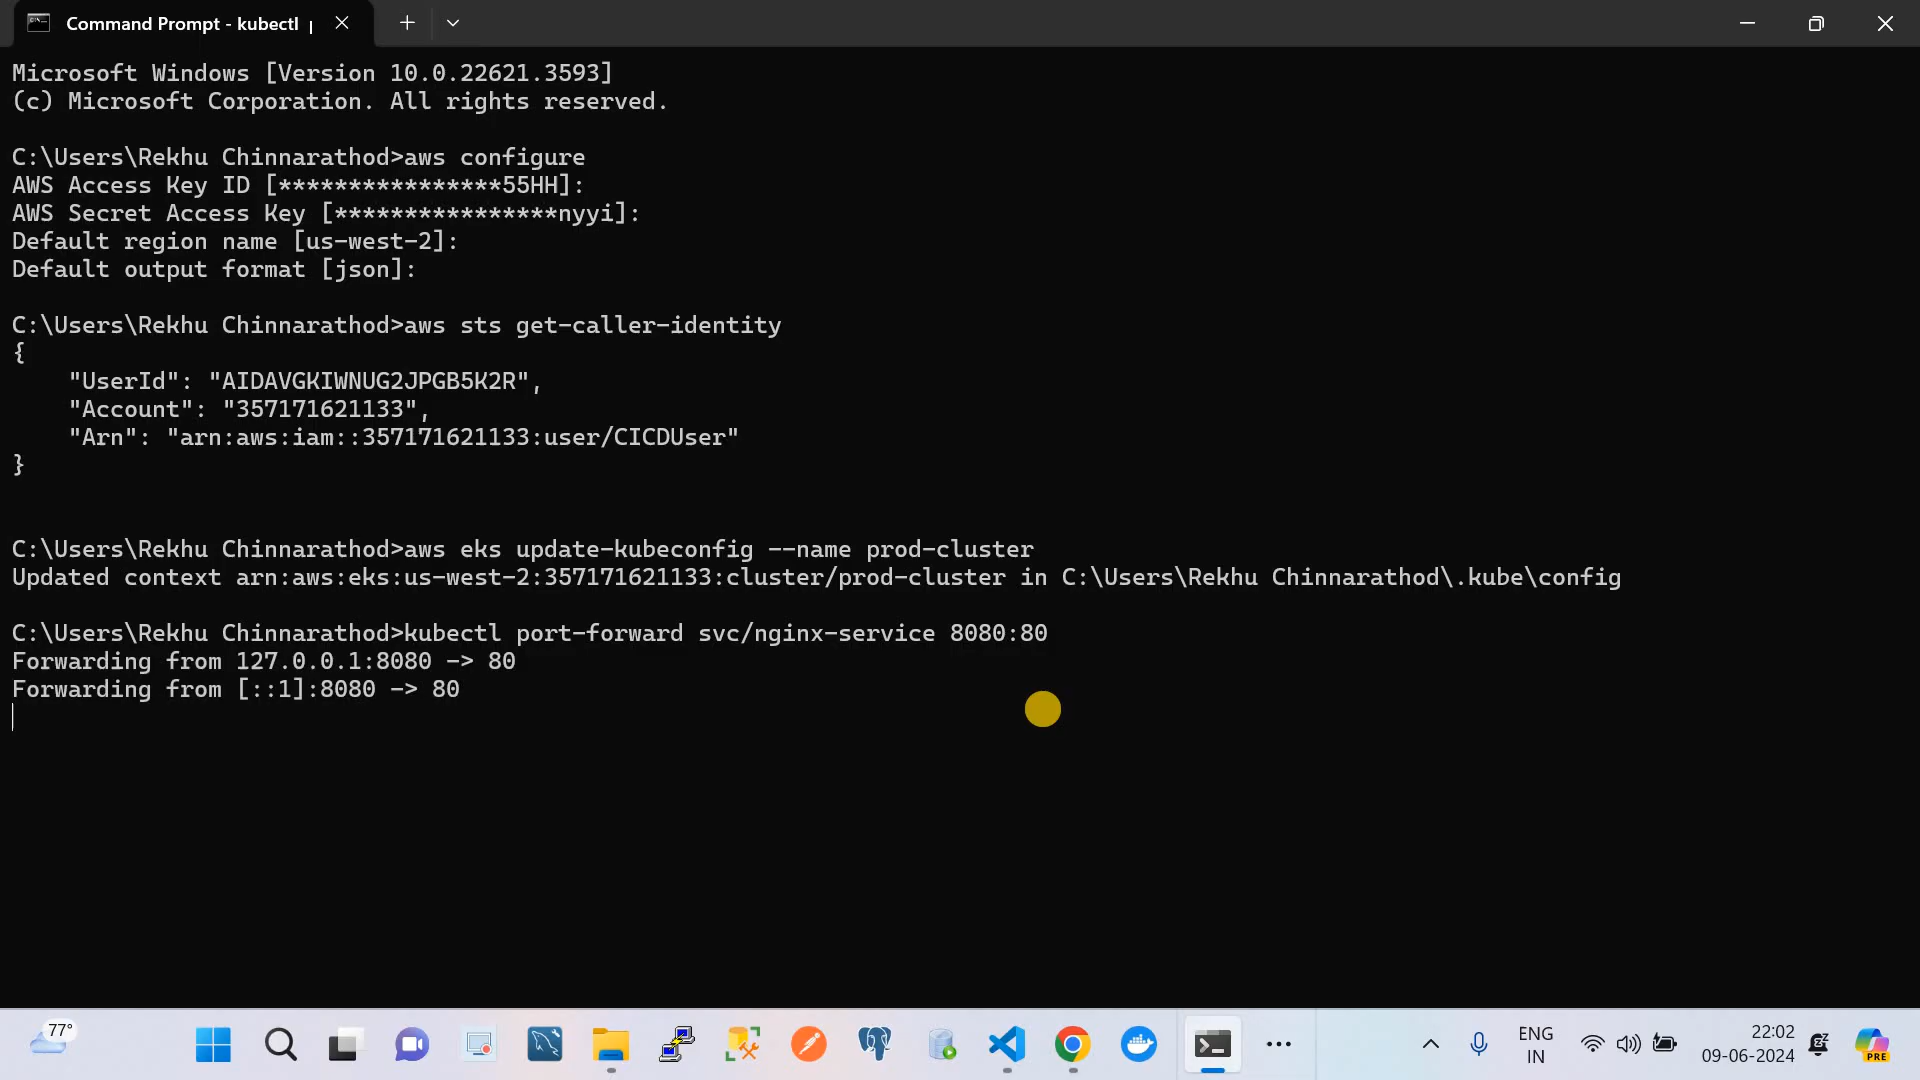 Command Prompt - kubectl p
Microsoft Windows [Version 10.0.22621.3593]
(c) Microsoft Corporation. All rights reserved.
C:\Users\Rekhu Chinnarathod>aws configure
AWS Access Key ID [****************55HH]:
AWS Secret Access Key [****************nyyi]:
Default region name [us-west-2]:
Default output format [json]:
C:\Users\Rekhu Chinnarathod>aws sts get-caller-identity
{
    "UserId": "AIDAVGKIWNUG2JPGB5K2R",
    "Account": "357171621133",
    "Arn": "arn:aws:iam::357171621133:user/CICDUser"
}
C:\Users\Rekhu Chinnarathod>aws eks update-kubeconfig --name prod-cluster
Updated context arn:aws:eks:us-west-2:357171621133:cluster/prod-cluster in C:\Users\Rekhu Chinnarathod\.kube\config
C:\Users\Rekhu Chinnarathod>kubectl port-forward svc/nginx-service 8080:80
Forwarding from 127.0.0.1:8080 -> 80
Forwarding from [::1]:8080 -> 80
77°
ENG
IN
22:02
09-06-2024
PRE